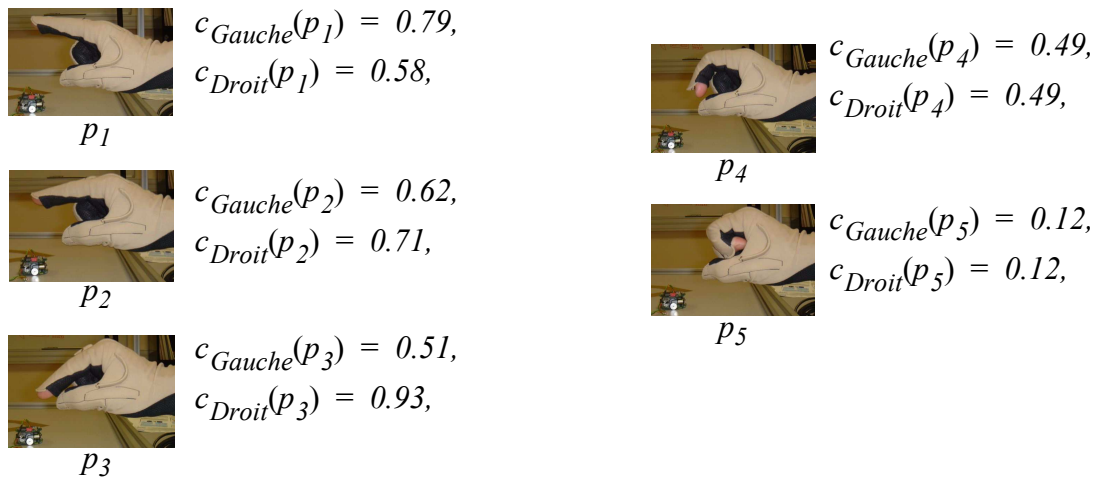 c_Gauche(p_1) = 0.79,
c_Droit(p_1) = 0.58,
p_1
c_Gauche(p_2) = 0.62,
c_Droit(p_2) = 0.71,
p_2
c_Gauche(p_3) = 0.51,
c_Droit(p_3) = 0.93,
p_3
c_Gauche(p_4) = 0.49,
c_Droit(p_4) = 0.49,
p_4
c_Gauche(p_5) = 0.12,
c_Droit(p_5) = 0.12,
p_5